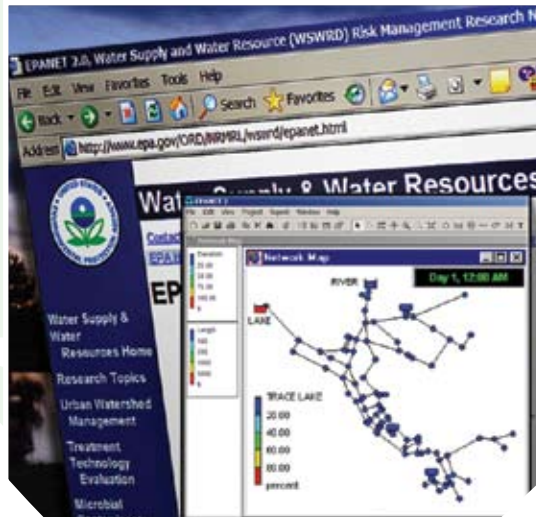 EPANET 2.0, Water Supply and Water Resource (WSWRD) Risk Management Research N
File Edit View Favorites Tools Help
Back Search Favorites
Address http://www.epa.gov/ORD/NRMRL/wswrd/epanet.html
Water Supply & Water Resources
Contact
EP
Water Supply &
Water
Resources Home
Research Topics
Urban Watershed
Management
Treatment
Technology
Evaluation
Microbial
EPANET 2
File Edit View Project Report Window Help
Elevation
25.00
50.00
75.00
100.00
ft
Length
100
500
1000
5000
ft
Network Map
Day 1, 12:00 AM
RIVER
LAKE
TRACE LAKE
20.00
40.00
60.00
80.00
percent